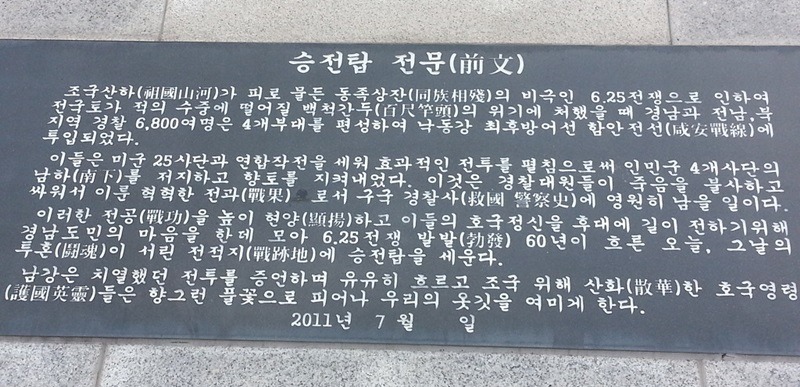 승전탑 전문(前文)
조국산하(祖國山河)가 피로 물든 동족상잔(同族相殘)의 비극인 6.25전쟁으로 인하여
전국토가 적의 수중에 떨어질 백척간두(百尺竿頭)의 위기에 처했을 때 경남과 전남,북
지역 경찰 6,800여명은 4개부대를 편성하여 낙동강 최후방어선 함안전선(咸安戰線)에
투입되었다.
이들은 미군 25사단과 연합작전을 세워 효과적인 전투를 펼침으로써 인민군 4개사단의
남하(南下)를 저지하고 향토를 지켜내었다. 이것은 경찰대원들이 죽음을 불사하고
싸워서 이룬 혁혁한 전과(戰果) 로서 구국 경찰사(救國 警察史)에 영원히 남을 일이다.
이러한 전공(戰功)을 높이 현양(顯揚)하고 이들의 호국정신을 후대에 길이 전하기위해
경남도민의 마음을 한데 모아 6.25전쟁 발발(勃發) 60년이 흐른 오늘, 그날의
투혼(鬪魂)이 서린 전적지(戰跡地)에 승전탑을 세운다.
남강은 치열했던 전투를 증언하며 유유히 흐르고 조국 위해 산화(散華)한 호국영령
(護國英靈)들은 향그런 풀꽃으로 피어나 우리의 옷깃을 여미게 한다.
2011년 7 월 일